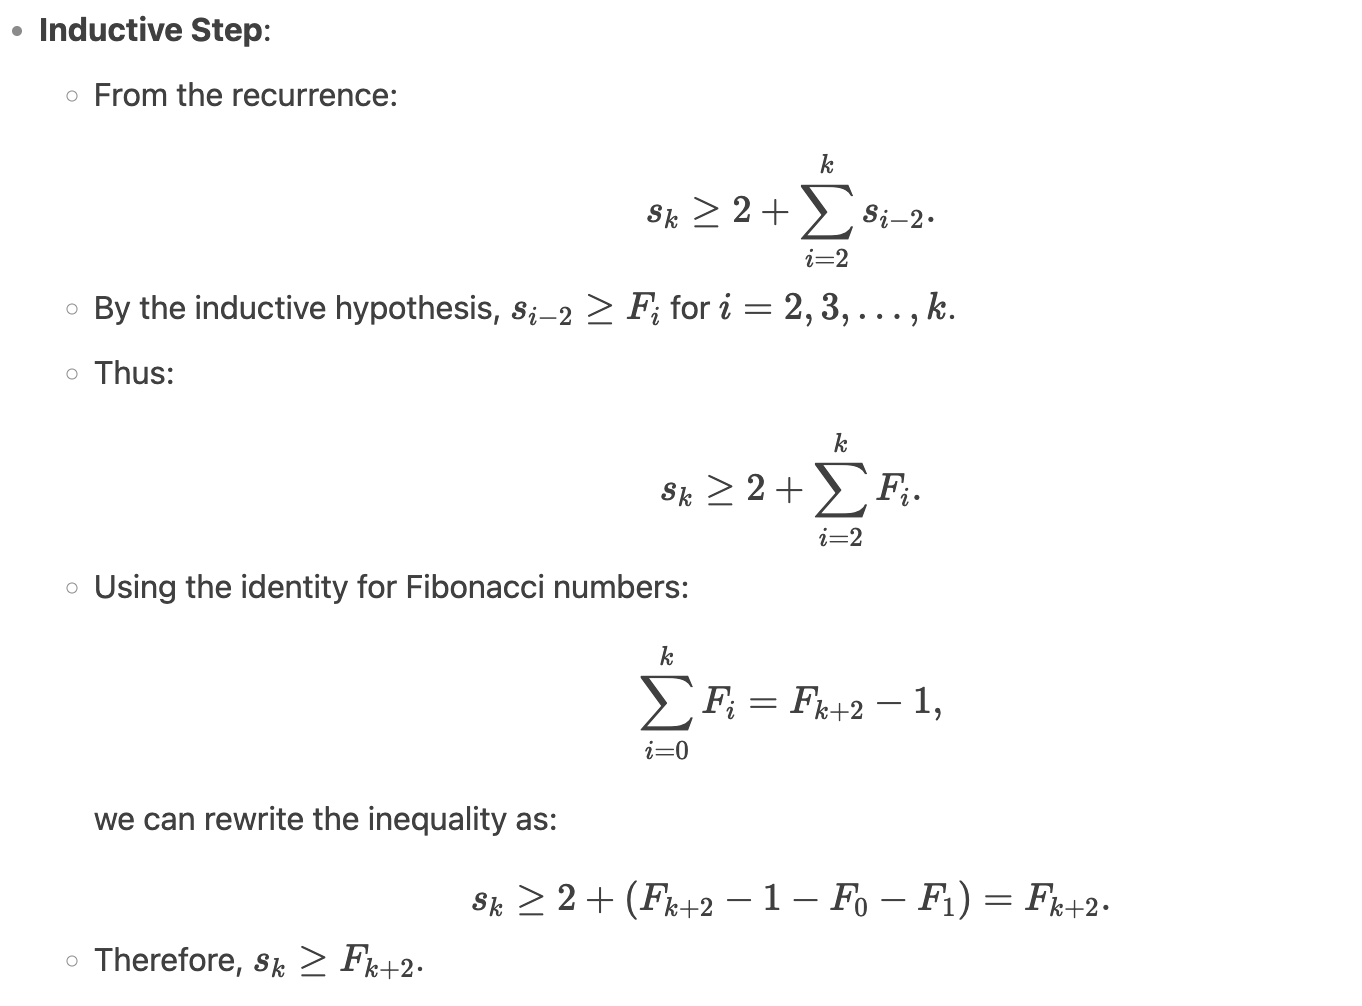 • Inductive Step:
○ From the recurrence:
$$s_k \geq 2 + \sum_{i=2}^{k} s_{i-2}.$$
○ By the inductive hypothesis, $s_{i-2} \geq F_i$ for $i = 2, 3, \ldots, k$.
○ Thus:
$$s_k \geq 2 + \sum_{i=2}^{k} F_i.$$
○ Using the identity for Fibonacci numbers:
$$\sum_{i=0}^{k} F_i = F_{k+2} - 1,$$
we can rewrite the inequality as:
$$s_k \geq 2 + (F_{k+2} - 1 - F_0 - F_1) = F_{k+2}.$$
○ Therefore, $s_k \geq F_{k+2}$.